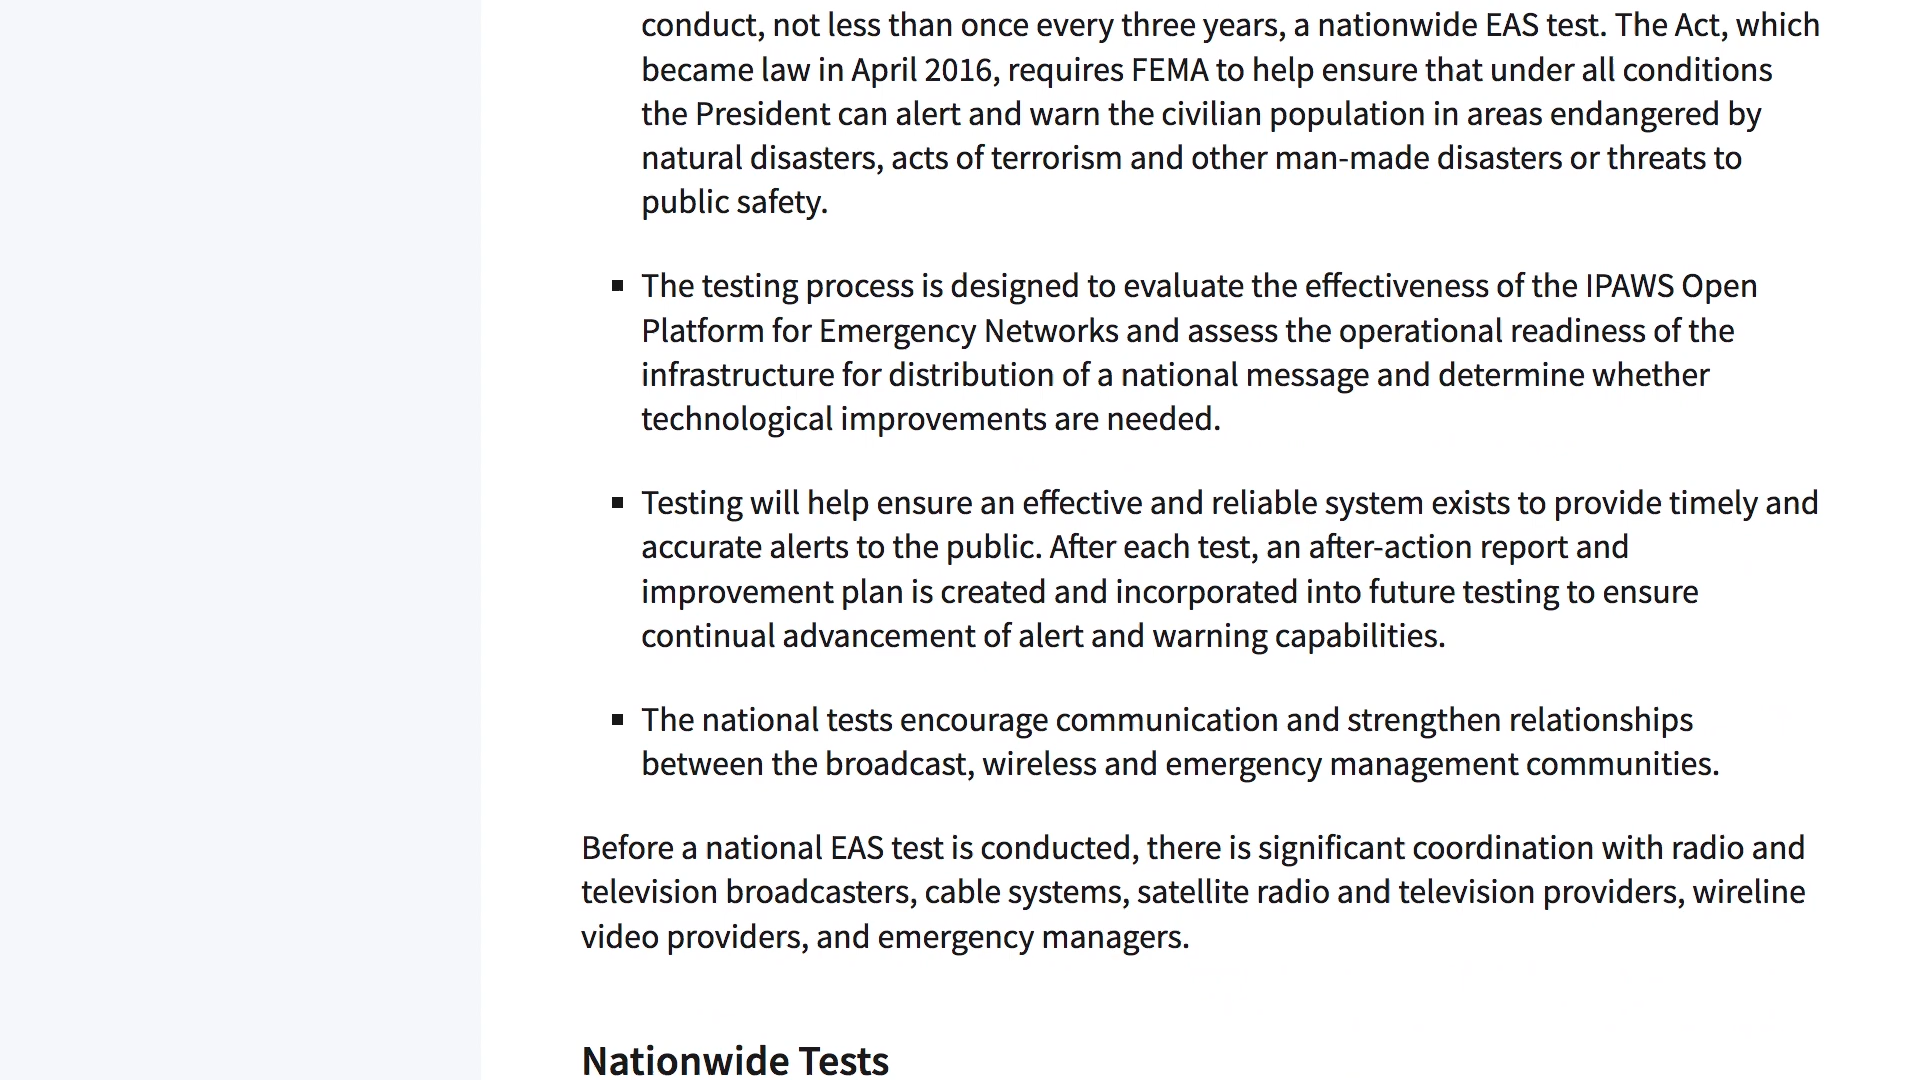 conduct, not less than once every three years, a nationwide EAS test. The Act, which
became law in April 2016, requires FEMA to help ensure that under all conditions
the President can alert and warn the civilian population in areas endangered by
natural disasters, acts of terrorism and other man-made disasters or threats to
public safety.
▪ The testing process is designed to evaluate the effectiveness of the IPAWS Open
Platform for Emergency Networks and assess the operational readiness of the
infrastructure for distribution of a national message and determine whether
technological improvements are needed.
▪ Testing will help ensure an effective and reliable system exists to provide timely and
accurate alerts to the public. After each test, an after-action report and
improvement plan is created and incorporated into future testing to ensure
continual advancement of alert and warning capabilities.
▪ The national tests encourage communication and strengthen relationships
between the broadcast, wireless and emergency management communities.
Before a national EAS test is conducted, there is significant coordination with radio and
television broadcasters, cable systems, satellite radio and television providers, wireline
video providers, and emergency managers.
Nationwide Tests